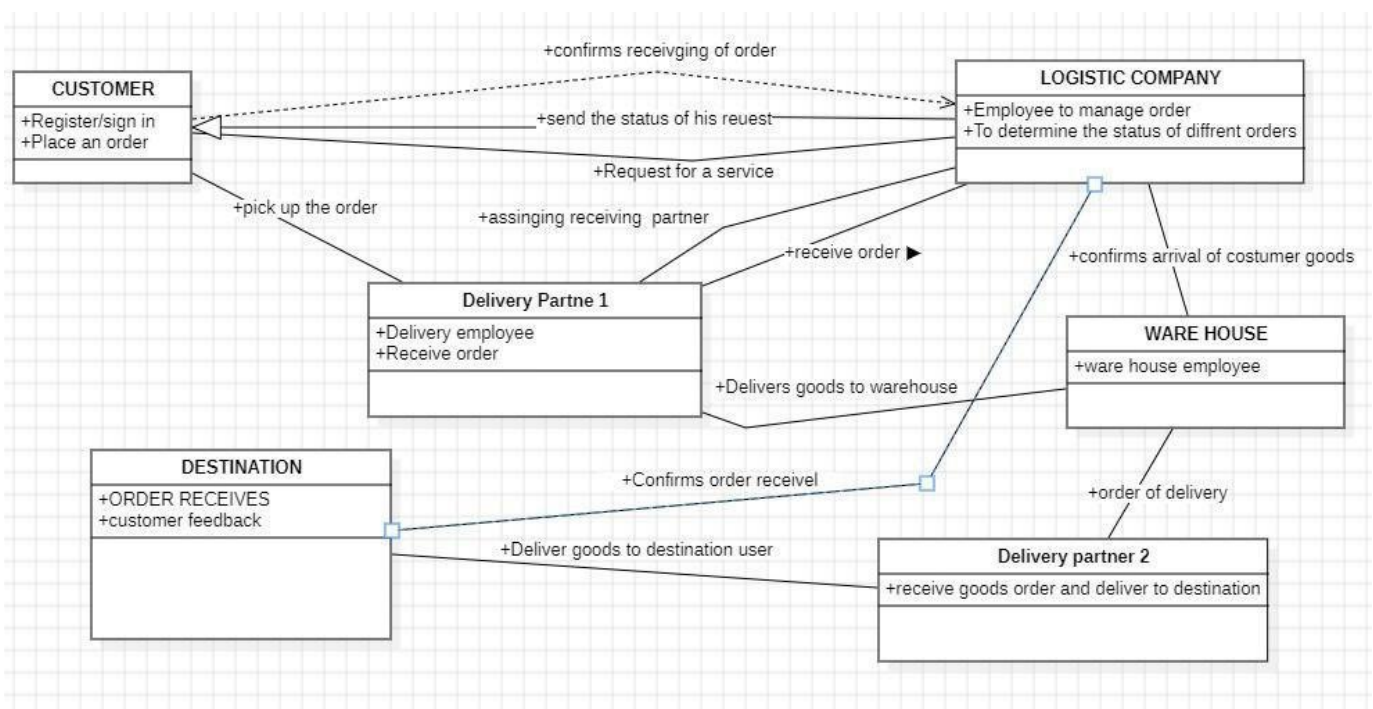 +confirms receivging of order
CUSTOMER
+Register/sign in
+Place an order
LOGISTIC COMPANY
+Employee to manage order
+To determine the status of diffrent orders
+send the status of his reuest
+Request for a service
+pick up the order
+assinging receiving partner
+receive order ▶
+confirms arrival of costumer goods
Delivery Partne 1
+Delivery employee
+Receive order
WARE HOUSE
+ware house employee
+Delivers goods to warehouse
DESTINATION
+ORDER RECEIVES
+customer feedback
+Confirms order receivel
+order of delivery
+Deliver goods to destination user
Delivery partner 2
+receive goods order and deliver to destination